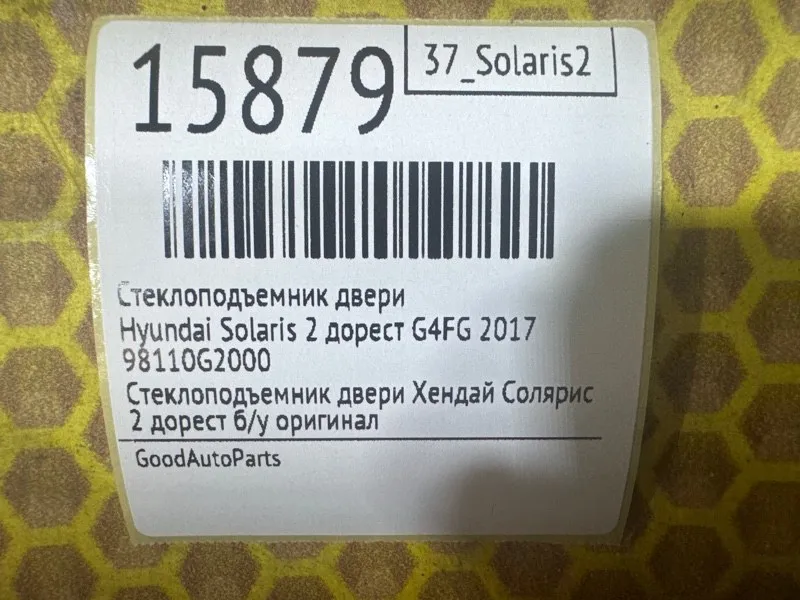 15879
37_Solaris2
Стеклоподъемник двери
Hyundai Solaris 2 дорест G4FG 2017
98110G2000
Стеклоподъемник двери Хендай Солярис
2 дорест б/у оригинал
GoodAutoParts